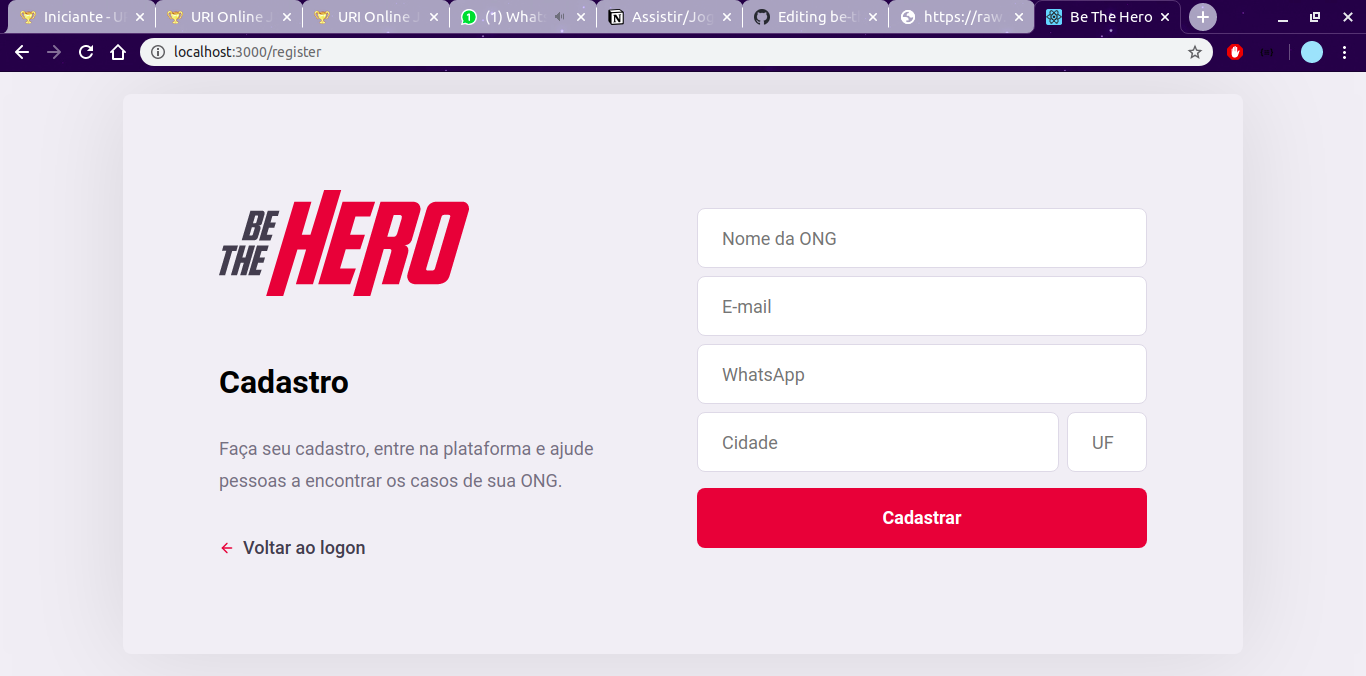 Iniciante - U
URI Online J
URI Online J
(1) Whats
Assistir/Jog
Editing be-t
https://raw
Be The Hero
localhost:3000/register
BE THE HERO
Nome da ONG
E-mail
WhatsApp
Cadastro
Cidade
UF
Faça seu cadastro, entre na plataforma e ajude
pessoas a encontrar os casos de sua ONG.
Cadastrar
Voltar ao logon